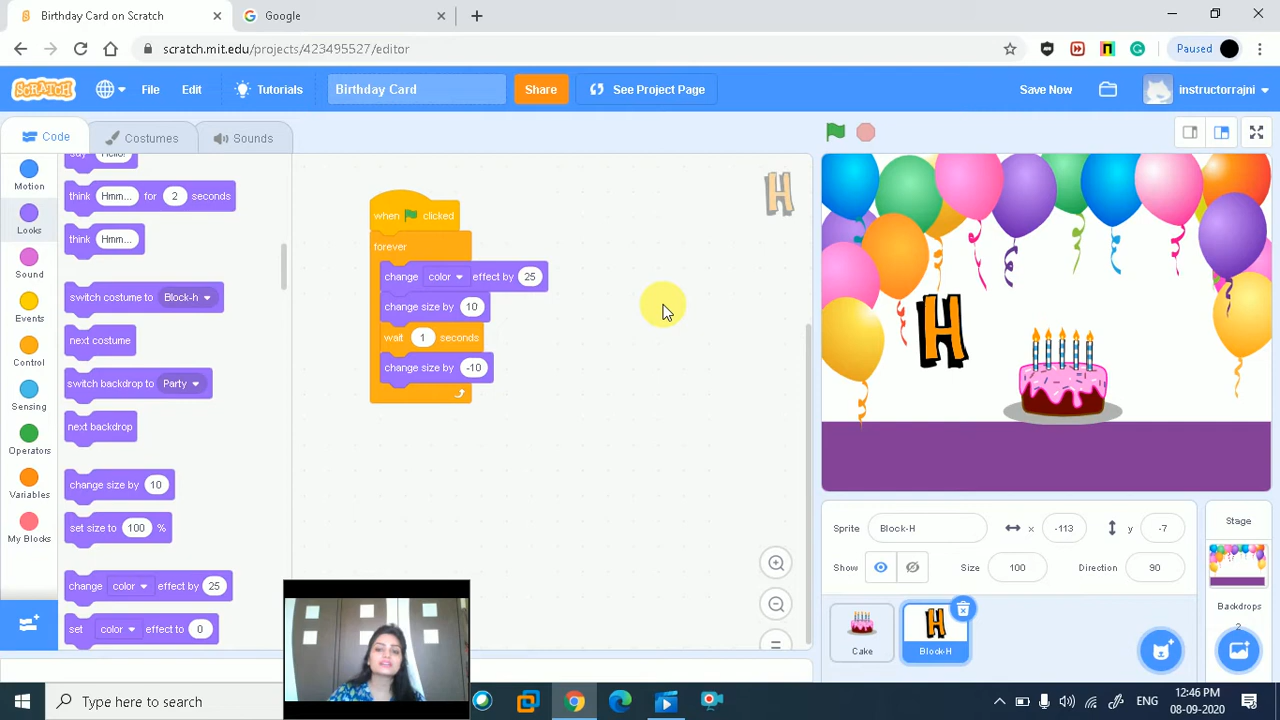 Birthday Card on Scratch
Google
scratch.mit.edu/projects/423495527/editor
Paused
SCRATCH
File
Edit
Tutorials
Birthday Card
Share
See Project Page
Save Now
instructorrajni
Code
Costumes
Sounds
Motion
Looks
Sound
Events
Control
Sensing
Operators
Variables
My Blocks
think Hmm... for 2 seconds
think Hmm...
switch costume to Block-h
next costume
switch backdrop to Party
next backdrop
change size by 10
set size to 100 %
change color effect by 25
set color effect to 0
when clicked
forever
change color effect by 25
change size by 10
wait 1 seconds
change size by -10
H
H
Sprite Block-H x -113 y -7
Show Size 100 Direction 90
Cake
H
Block-H
Stage
Backdrops
2
Type here to search
ENG
12:46 PM
08-09-2020